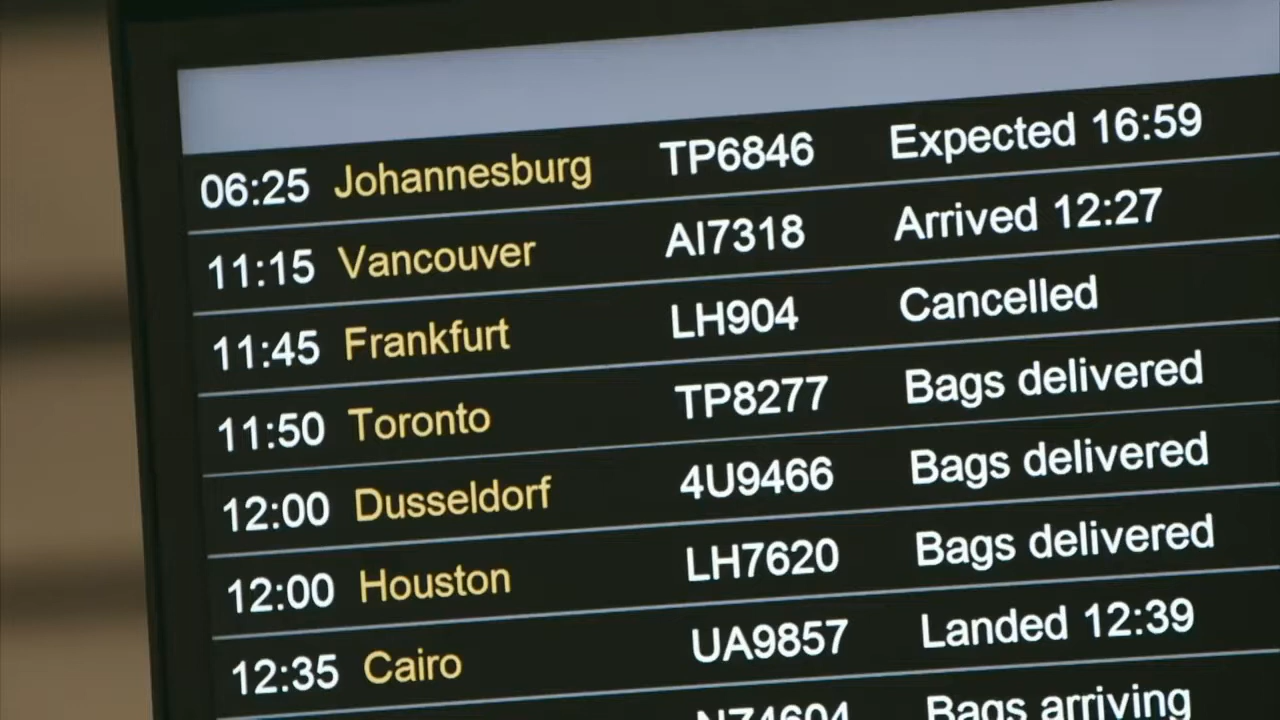 06:25 Johannesburg TP6846 Expected 16:59
11:15 Vancouver AI7318 Arrived 12:27
11:45 Frankfurt LH904 Cancelled
11:50 Toronto TP8277 Bags delivered
12:00 Dusseldorf 4U9466 Bags delivered
12:00 Houston LH7620 Bags delivered
12:35 Cairo UA9857 Landed 12:39
NZ4604 Bags arriving